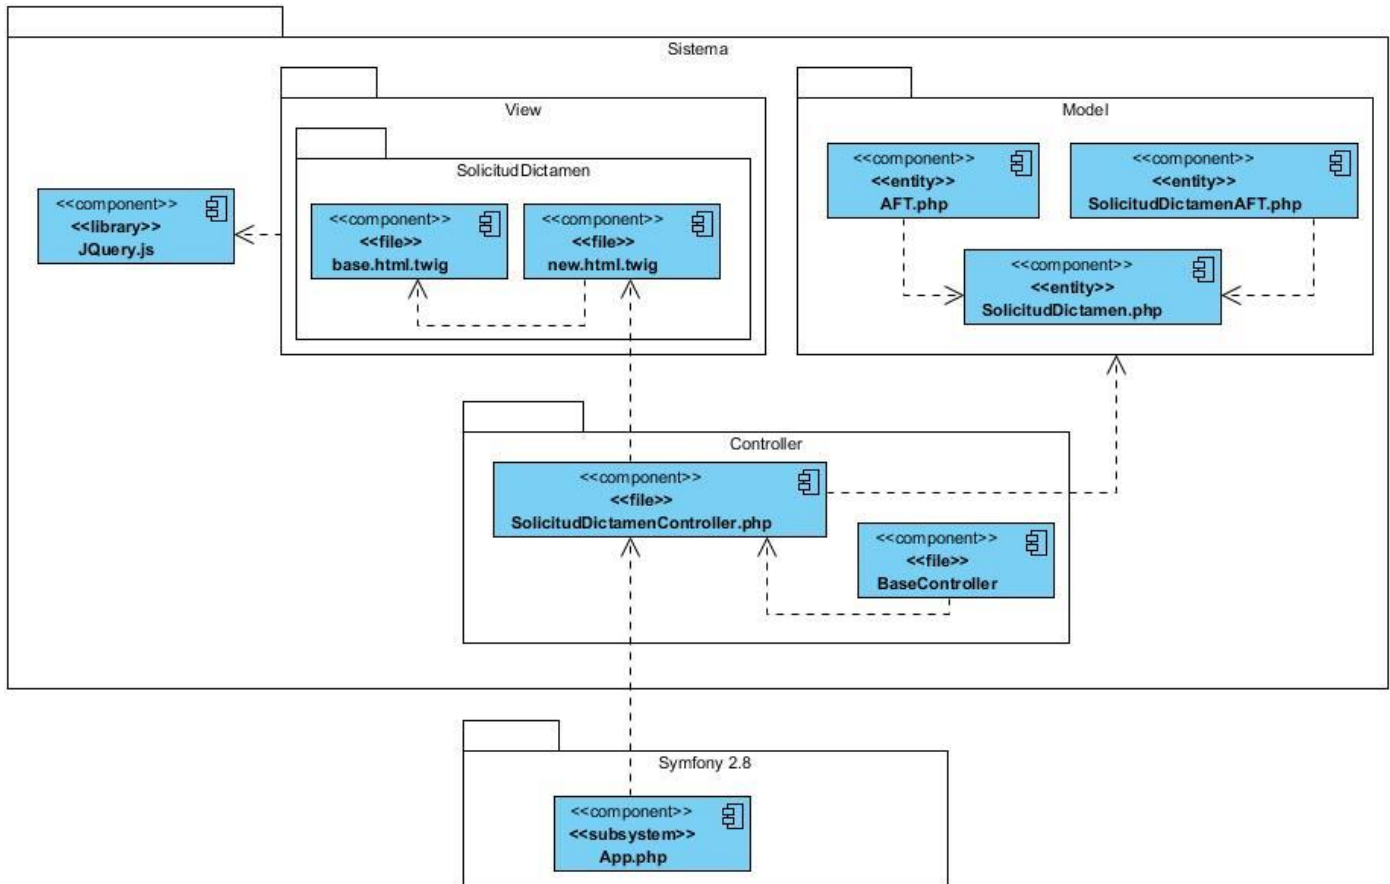 Sistema
View
SolicitudDictamen
<<component>>
<<library>>
JQuery.js
<<component>>
<<file>>
base.html.twig
<<component>>
<<file>>
new.html.twig
Model
<<component>>
<<entity>>
AFT.php
<<component>>
<<entity>>
SolicitudDictamenAFT.php
<<component>>
<<entity>>
SolicitudDictamen.php
Controller
<<component>>
<<file>>
SolicitudDictamenController.php
<<component>>
<<file>>
BaseController
Symfony 2.8
<<component>>
<<subsystem>>
App.php